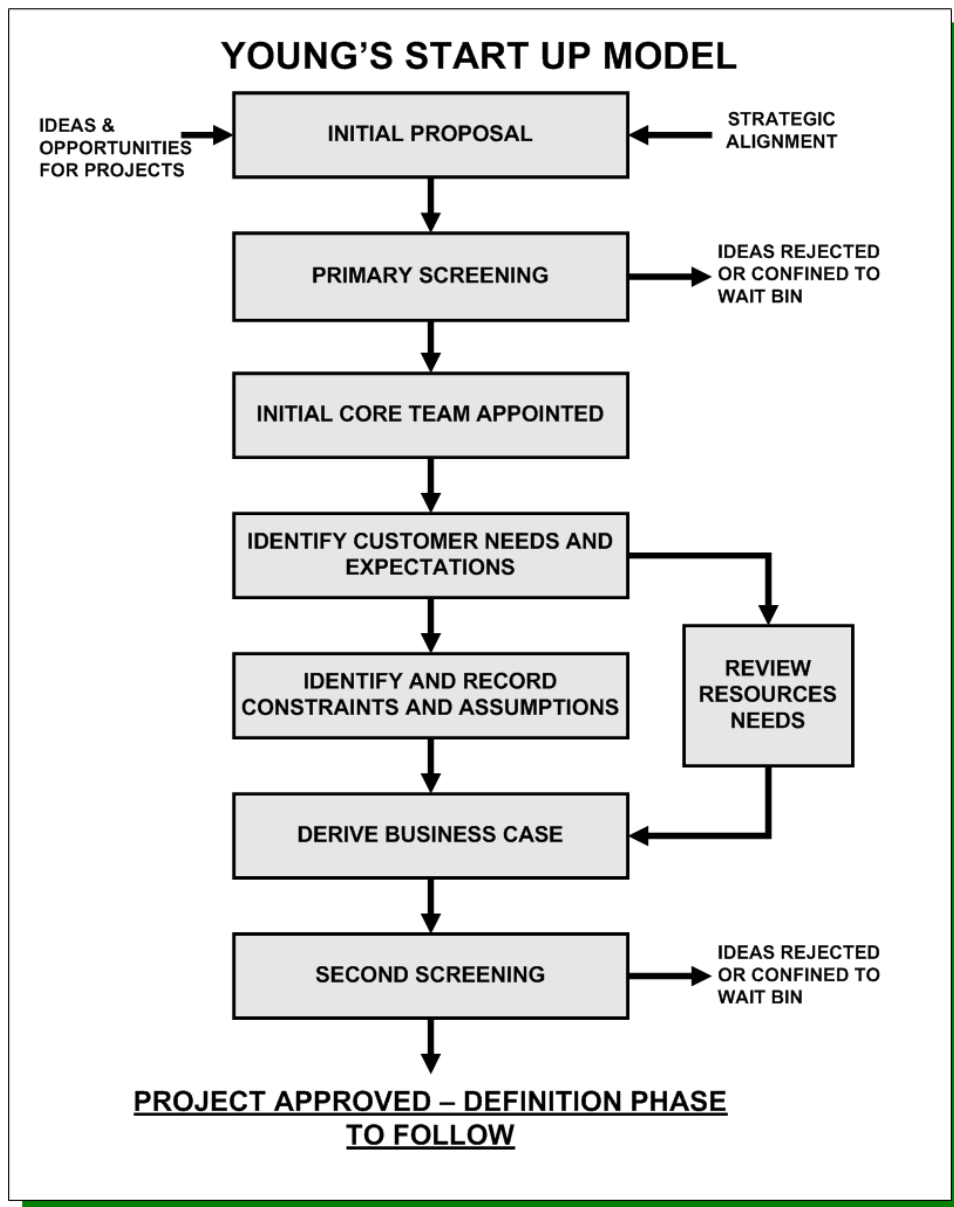 YOUNG’S START UP MODEL
IDEAS &
OPPORTUNITIES
FOR PROJECTS
INITIAL PROPOSAL
STRATEGIC
ALIGNMENT
PRIMARY SCREENING
IDEAS REJECTED
OR CONFINED TO
WAIT BIN
INITIAL CORE TEAM APPOINTED
IDENTIFY CUSTOMER NEEDS AND
EXPECTATIONS
IDENTIFY AND RECORD
CONSTRAINTS AND ASSUMPTIONS
REVIEW
RESOURCES
NEEDS
DERIVE BUSINESS CASE
SECOND SCREENING
IDEAS REJECTED
OR CONFINED TO
WAIT BIN
PROJECT APPROVED – DEFINITION PHASE
TO FOLLOW